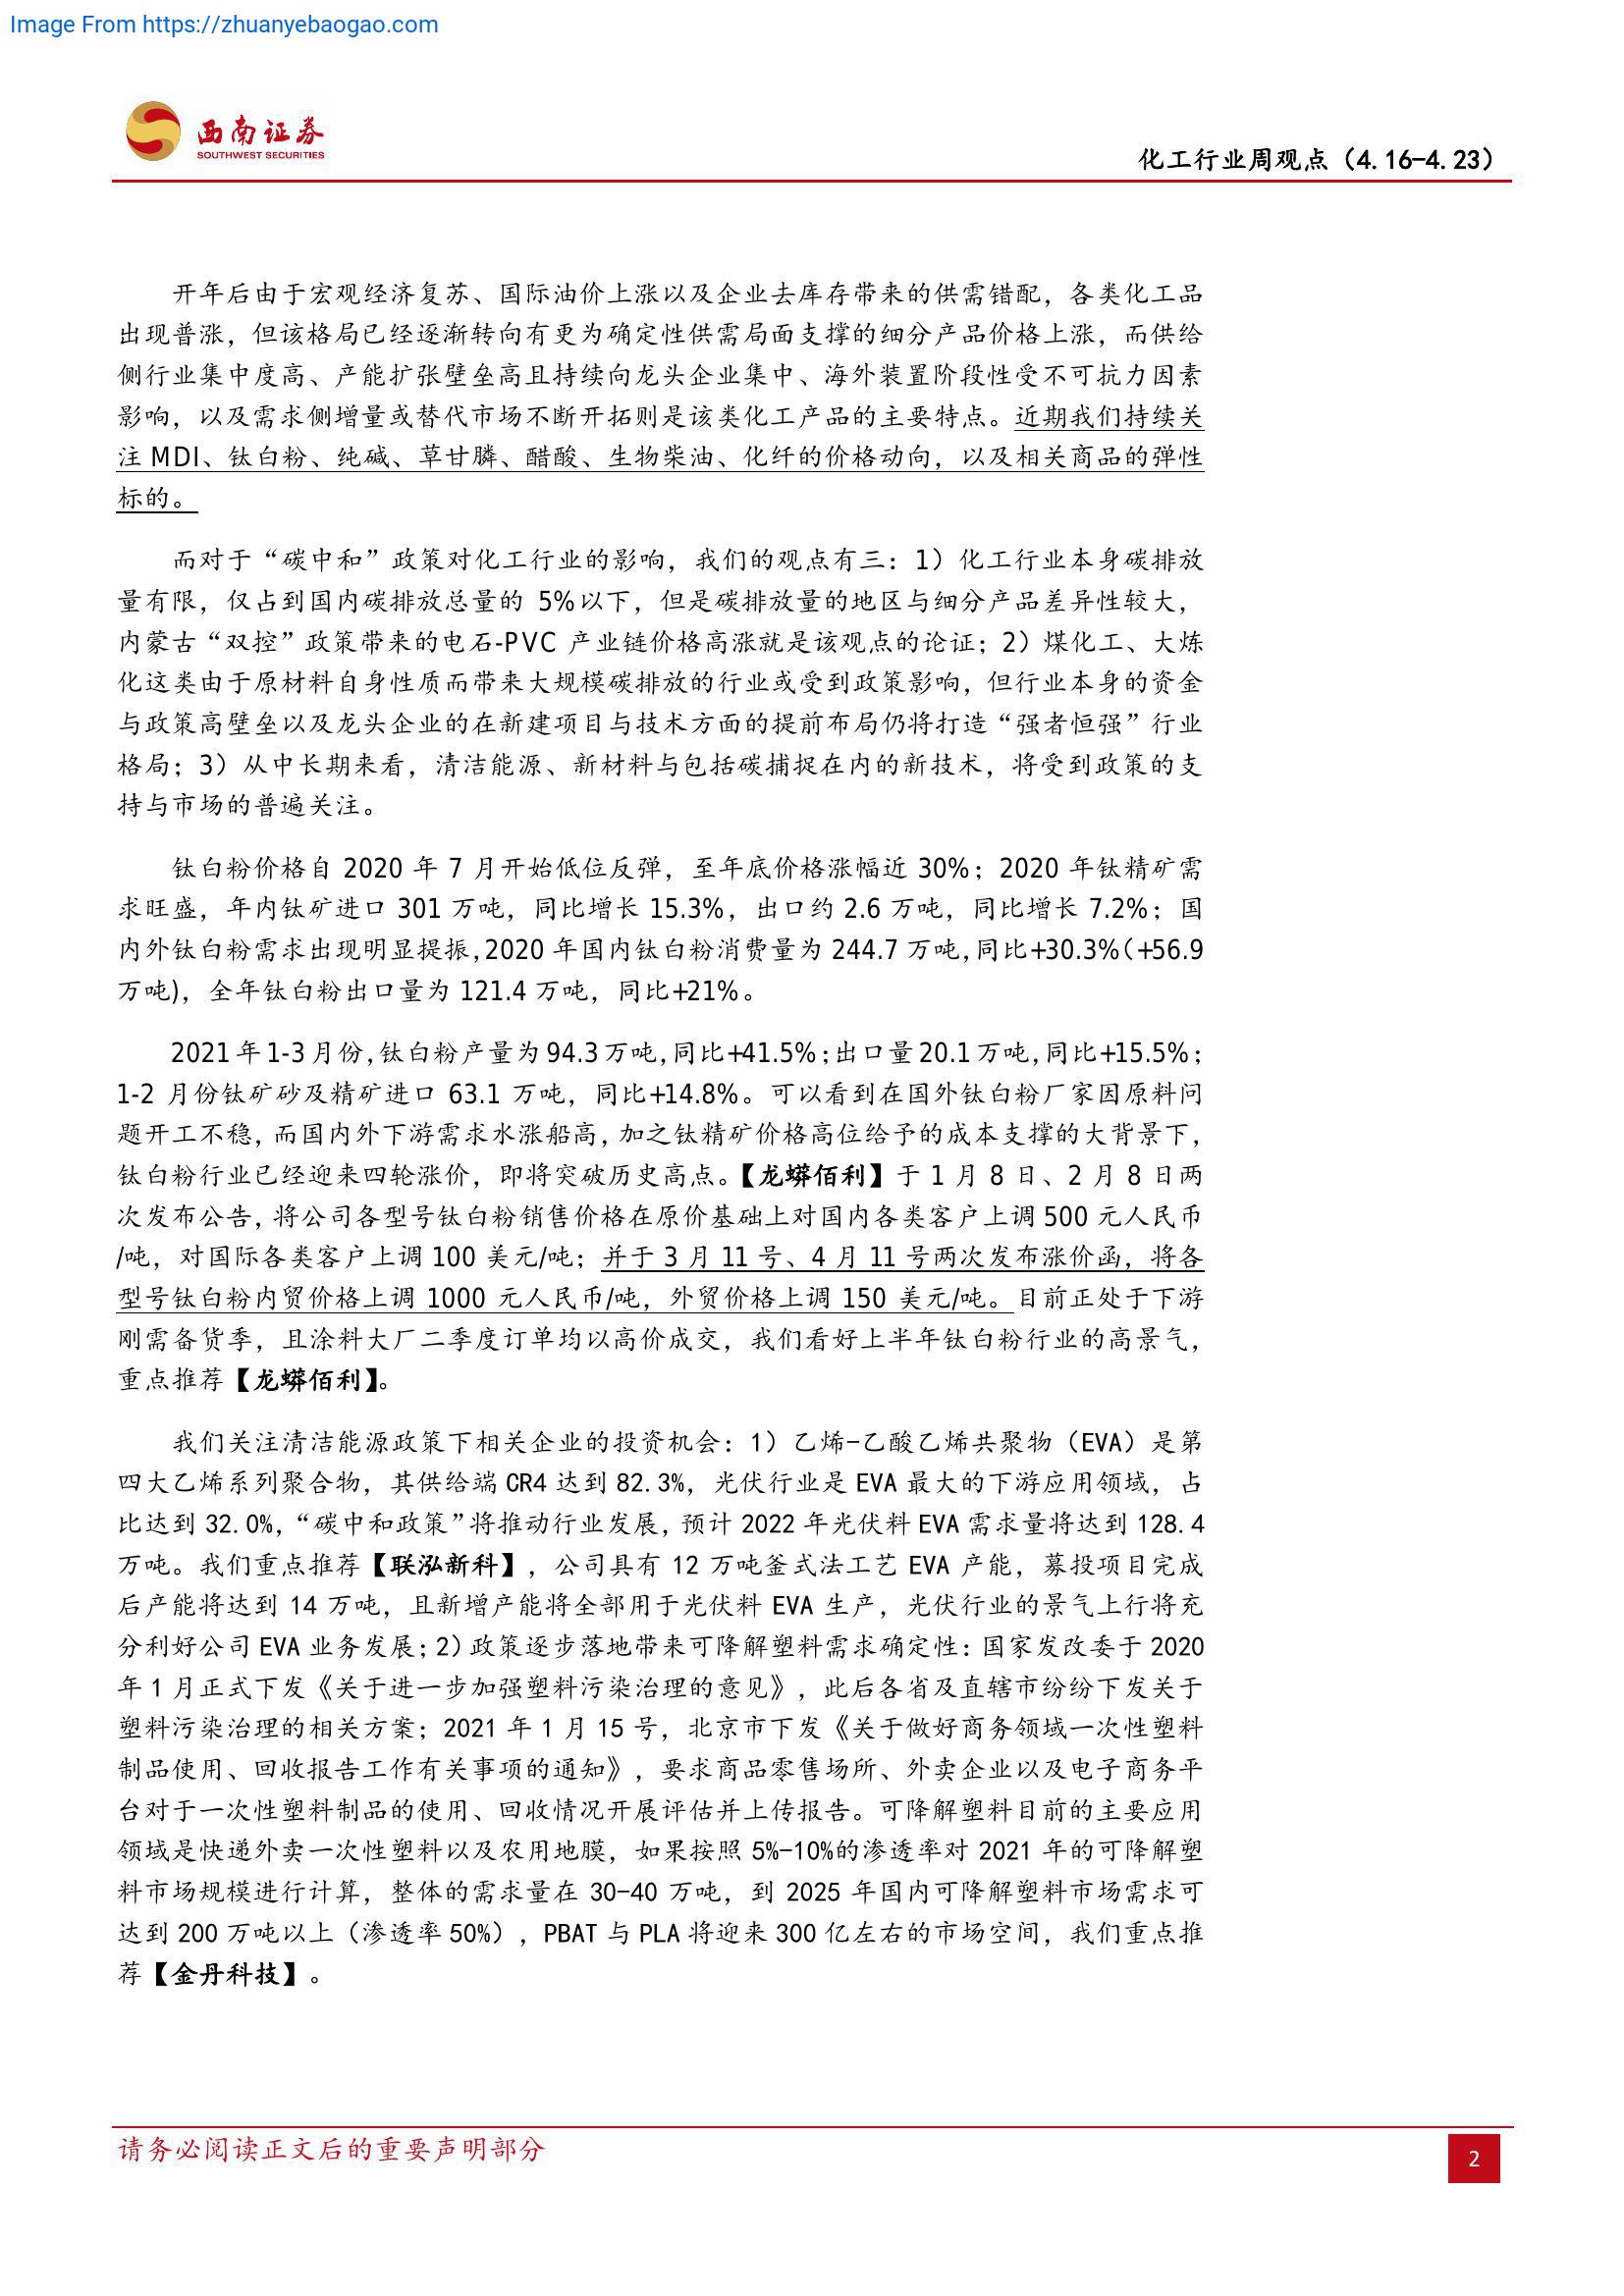 Image From https://zhuanyebaogao.com
西南证券
SOUTHWEST SECURITIES
化工行业周观点（4.16-4.23）
开年后由于宏观经济复苏、国际油价上涨以及企业去库存带来的供需错配，各类化工品
出现普涨，但该格局已经逐渐转向有更为确定性供需局面支撑的细分产品价格上涨，而供给
侧行业集中度高、产能扩张壁垒高且持续向龙头企业集中、海外装置阶段性受不可抗力因素
影响，以及需求侧增量或替代市场不断开拓则是该类化工产品的主要特点。近期我们持续关
注 MDI、钛白粉、纯碱、草甘膦、醋酸、生物柴油、化纤的价格动向，以及相关商品的弹性
标的。
而对于“碳中和”政策对化工行业的影响，我们的观点有三：1）化工行业本身碳排放
量有限，仅占到国内碳排放总量的 5%以下，但是碳排放量的地区与细分产品差异性较大，
内蒙古“双控”政策带来的电石-PVC 产业链价格高涨就是该观点的论证；2）煤化工、大炼
化这类由于原材料自身性质而带来大规模碳排放的行业或受到政策影响，但行业本身的资金
与政策高壁垒以及龙头企业的在新建项目与技术方面的提前布局仍将打造“强者恒强”行业
格局；3）从中长期来看，清洁能源、新材料与包括碳捕捉在内的新技术，将受到政策的支
持与市场的普遍关注。
钛白粉价格自 2020 年 7 月开始低位反弹，至年底价格涨幅近 30%；2020 年钛精矿需
求旺盛，年内钛矿进口 301 万吨，同比增长 15.3%，出口约 2.6 万吨，同比增长 7.2%；国
内外钛白粉需求出现明显提振，2020 年国内钛白粉消费量为 244.7 万吨，同比+30.3%（+56.9
万吨)，全年钛白粉出口量为 121.4 万吨，同比+21%。
2021 年 1-3 月份，钛白粉产量为 94.3 万吨，同比+41.5%；出口量 20.1 万吨，同比+15.5%；
1-2 月份钛矿砂及精矿进口 63.1 万吨，同比+14.8%。可以看到在国外钛白粉厂家因原料问
题开工不稳，而国内外下游需求水涨船高，加之钛精矿价格高位给予的成本支撑的大背景下，
钛白粉行业已经迎来四轮涨价，即将突破历史高点。【龙蟒佰利】于 1 月 8 日、2 月 8 日两
次发布公告，将公司各型号钛白粉销售价格在原价基础上对国内各类客户上调 500 元人民币
/吨，对国际各类客户上调 100 美元/吨；并于 3 月 11 号、4 月 11 号两次发布涨价函，将各
型号钛白粉内贸价格上调 1000 元人民币/吨，外贸价格上调 150 美元/吨。目前正处于下游
刚需备货季，且涂料大厂二季度订单均以高价成交，我们看好上半年钛白粉行业的高景气，
重点推荐【龙蟒佰利】。
我们关注清洁能源政策下相关企业的投资机会：1）乙烯-乙酸乙烯共聚物（EVA）是第
四大乙烯系列聚合物，其供给端 CR4 达到 82.3%，光伏行业是 EVA 最大的下游应用领域，占
比达到 32.0%，“碳中和政策”将推动行业发展，预计 2022 年光伏料 EVA 需求量将达到 128.4
万吨。我们重点推荐【联泓新科】，公司具有 12 万吨釜式法工艺 EVA 产能，募投项目完成
后产能将达到 14 万吨，且新增产能将全部用于光伏料 EVA 生产，光伏行业的景气上行将充
分利好公司 EVA 业务发展；2）政策逐步落地带来可降解塑料需求确定性：国家发改委于 2020
年 1 月正式下发《关于进一步加强塑料污染治理的意见》，此后各省及直辖市纷纷下发关于
塑料污染治理的相关方案；2021 年 1 月 15 号，北京市下发《关于做好商务领域一次性塑料
制品使用、回收报告工作有关事项的通知》，要求商品零售场所、外卖企业以及电子商务平
台对于一次性塑料制品的使用、回收情况开展评估并上传报告。可降解塑料目前的主要应用
领域是快递外卖一次性塑料以及农用地膜，如果按照 5%-10%的渗透率对 2021 年的可降解塑
料市场规模进行计算，整体的需求量在 30-40 万吨，到 2025 年国内可降解塑料市场需求可
达到 200 万吨以上（渗透率 50%），PBAT 与 PLA 将迎来 300 亿左右的市场空间，我们重点推
荐【金丹科技】。
请务必阅读正文后的重要声明部分
2